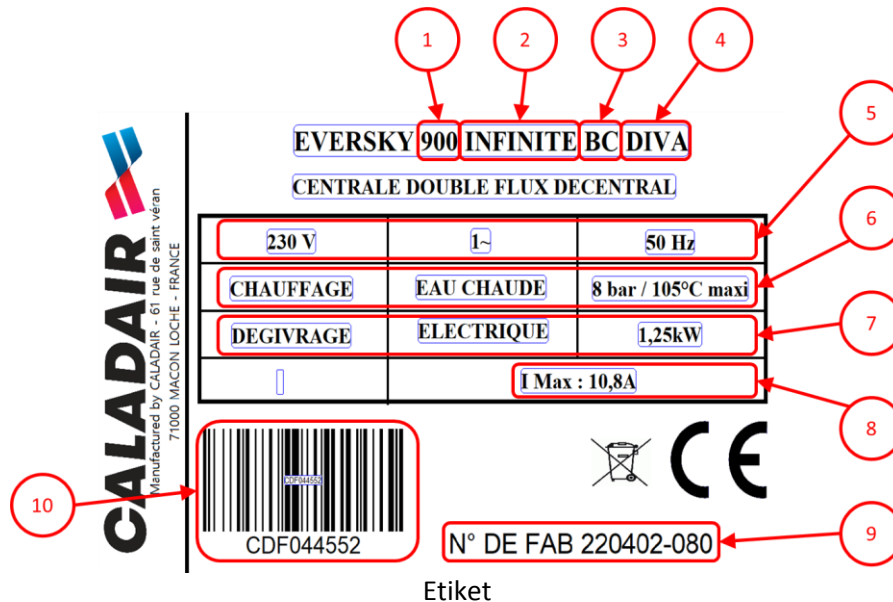 1 2 3 4
EVERSKY 900 INFINITE BC DIVA
5
CENTRALE DOUBLE FLUX DECENTRAL
6
230 V 1~ 50 Hz
CHAUFFAGE EAU CHAUDE 8 bar / 105°C maxi
DEGIVRAGE ELECTRIQUE 1,25kW
7
I Max : 10,8A
8
CALADAIR
Manufactured by CALADAIR - 61 rue de saint véran
71000 MACON LOCHE - FRANCE
CDF044552
CDF044552
10
CE
N° DE FAB 220402-080
9
Etiket